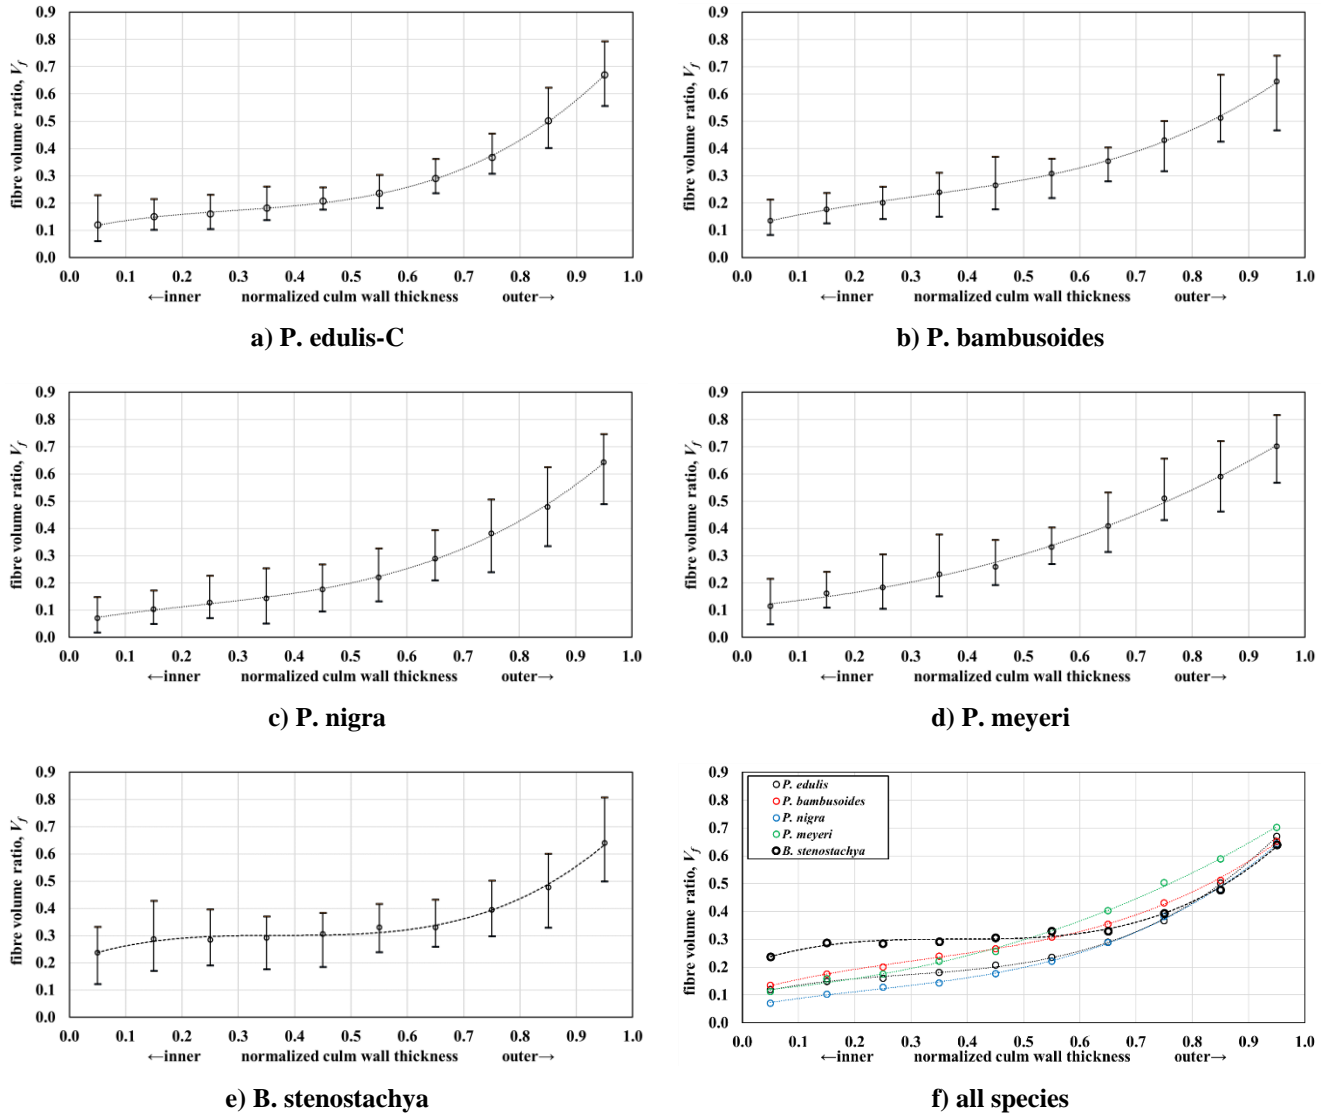 fibre volume ratio, Vf
0.9
0.8
0.7
0.6
0.5
0.4
0.3
0.2
0.1
0.0
0.0 0.1 0.2 0.3 0.4 0.5 0.6 0.7 0.8 0.9 1.0
←inner normalized culm wall thickness outer→
a) P. edulis-C
fibre volume ratio, Vf
0.9
0.8
0.7
0.6
0.5
0.4
0.3
0.2
0.1
0.0
0.0 0.1 0.2 0.3 0.4 0.5 0.6 0.7 0.8 0.9 1.0
←inner normalized culm wall thickness outer→
b) P. bambusoides
fibre volume ratio, Vf
0.9
0.8
0.7
0.6
0.5
0.4
0.3
0.2
0.1
0.0
0.0 0.1 0.2 0.3 0.4 0.5 0.6 0.7 0.8 0.9 1.0
←inner normalized culm wall thickness outer→
c) P. nigra
fibre volume ratio, Vf
0.9
0.8
0.7
0.6
0.5
0.4
0.3
0.2
0.1
0.0
0.0 0.1 0.2 0.3 0.4 0.5 0.6 0.7 0.8 0.9 1.0
←inner normalized culm wall thickness outer→
d) P. meyeri
fibre volume ratio, Vf
0.9
0.8
0.7
0.6
0.5
0.4
0.3
0.2
0.1
0.0
0.0 0.1 0.2 0.3 0.4 0.5 0.6 0.7 0.8 0.9 1.0
←inner normalized culm wall thickness outer→
e) B. stenostachya
fibre volume ratio, Vf
0.9
0.8
0.7
0.6
0.5
0.4
0.3
0.2
0.1
0.0
P. edulis
P. bambusoides
P. nigra
P. meyeri
B. stenostachya
0.0 0.1 0.2 0.3 0.4 0.5 0.6 0.7 0.8 0.9 1.0
←inner normalized culm wall thickness outer→
f) all species